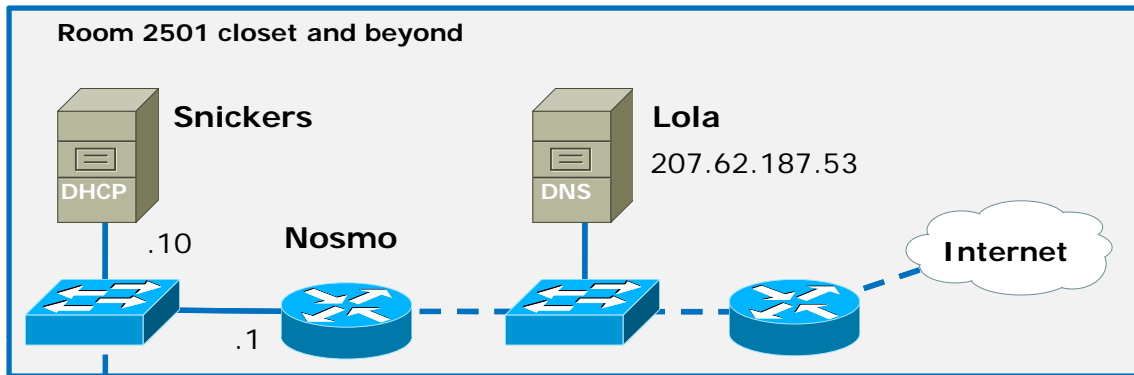 Room 2501 closet and beyond
Snickers
Lola
207.62.187.53
DHCP
DNS
.10
Nosmo
Internet
.1